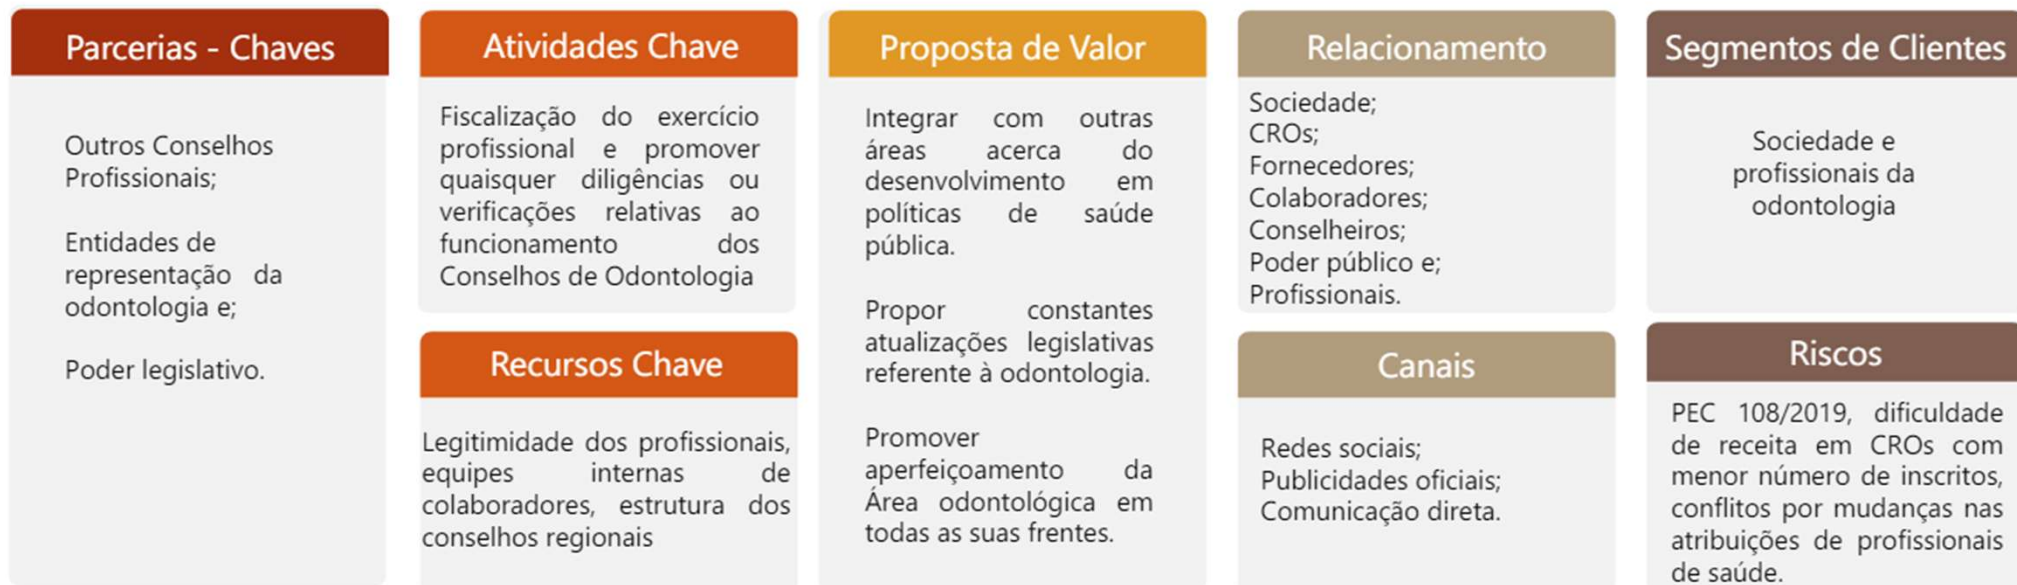 Parcerias - Chaves
Outros Conselhos
Profissionais;
Entidades de
representação da
odontologia e;
Poder legislativo.
Atividades Chave
Fiscalização do exercício
profissional e promover
quaisquer diligências ou
verificações relativas ao
funcionamento dos
Conselhos de Odontologia
Recursos Chave
Legitimidade dos profissionais,
equipes internas de
colaboradores, estrutura dos
conselhos regionais
Proposta de Valor
Integrar com outras
áreas acerca do
desenvolvimento em
políticas de saúde
pública.
Propor constantes
atualizações legislativas
referente à odontologia.
Promover
aperfeiçoamento da
Área odontológica em
todas as suas frentes.
Relacionamento
Sociedade;
CROs;
Fornecedores;
Colaboradores;
Conselheiros;
Poder público e;
Profissionais.
Canais
Redes sociais;
Publicidades oficiais;
Comunicação direta.
Segmentos de Clientes
Sociedade e
profissionais da
odontologia
Riscos
PEC 108/2019, dificuldade
de receita em CROs com
menor número de inscritos,
conflitos por mudanças nas
atribuições de profissionais
de saúde.